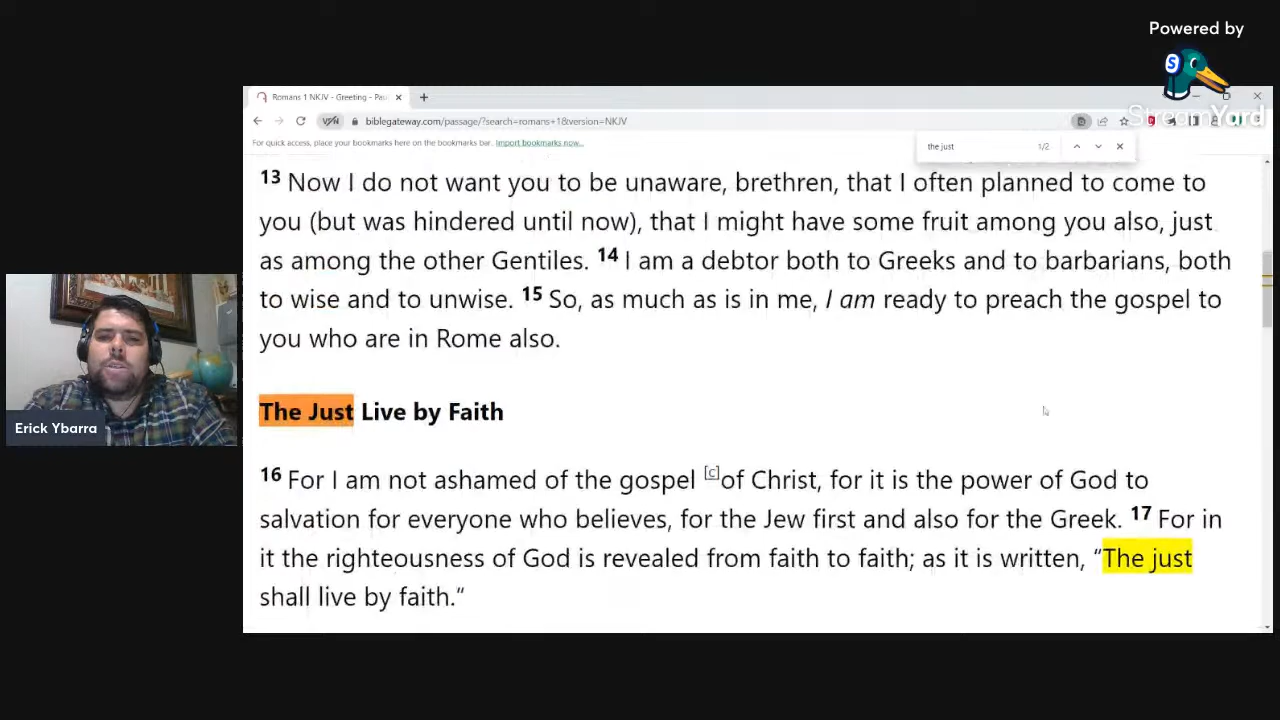 Powered by
StreamYard
Romans 1 NKJV - Greeting - Pau
VPN
biblegateway.com/passage/?search=romans+1&version=NKJV
For quick access, place your bookmarks here on the bookmarks bar. Import bookmarks now...
the just 1/2
13 Now I do not want you to be unaware, brethren, that I often planned to come to
you (but was hindered until now), that I might have some fruit among you also, just
as among the other Gentiles. 14 I am a debtor both to Greeks and to barbarians, both
to wise and to unwise. 15 So, as much as is in me, I am ready to preach the gospel to
you who are in Rome also.
Erick Ybarra
The Just Live by Faith
16 For I am not ashamed of the gospel [c]of Christ, for it is the power of God to
salvation for everyone who believes, for the Jew first and also for the Greek. 17 For in
it the righteousness of God is revealed from faith to faith; as it is written, “The just
shall live by faith.”